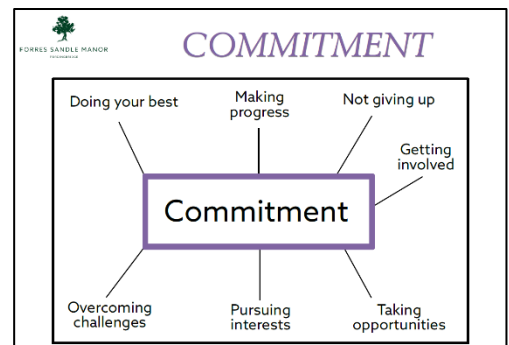 FORRES SANDLE MANOR
COMMITMENT
Doing your best
Making
progress
Not giving up
Getting
involved
Commitment
Overcoming
challenges
Pursuing
interests
Taking
opportunities